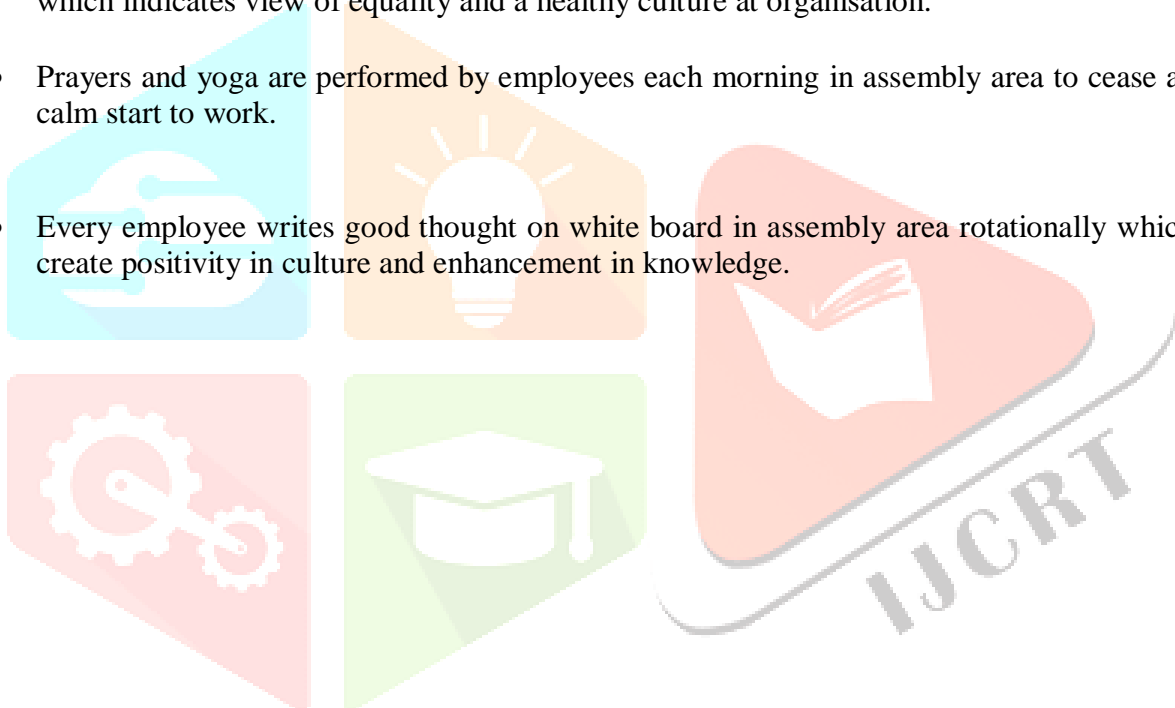 which indicates view of equality and a healthy culture at organisation.
• Prayers and yoga are performed by employees each morning in assembly area to cease a
calm start to work.
• Every employee writes good thought on white board in assembly area rotationally whic
create positivity in culture and enhancement in knowledge.
IJCRT